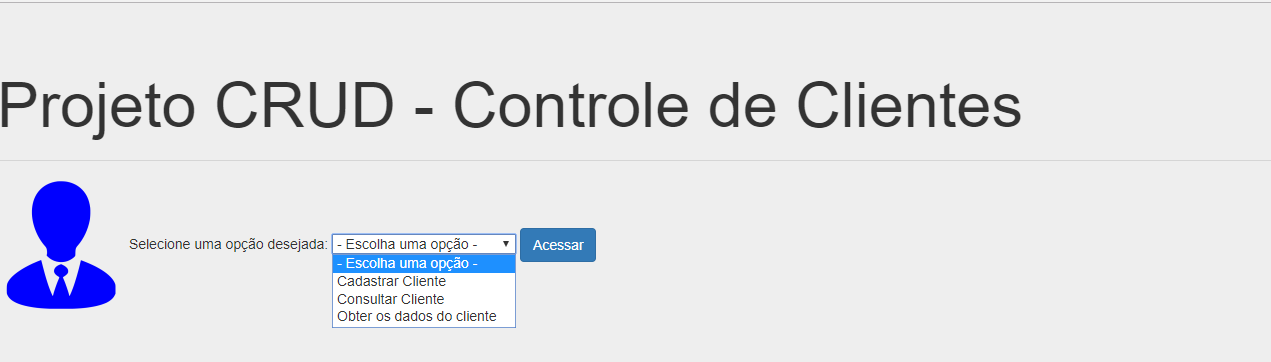 Projeto CRUD - Controle de Clientes
Selecione uma opção desejada: - Escolha uma opção - Acessar
- Escolha uma opção -
Cadastrar Cliente
Consultar Cliente
Obter os dados do cliente